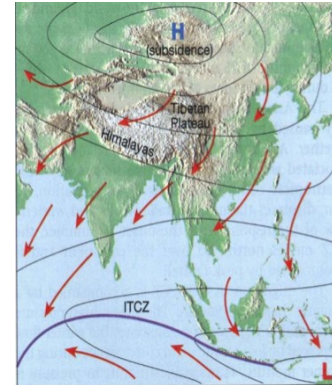 H
(subsidence)
Tibetan
Plateau
Himalayas
ITCZ
L